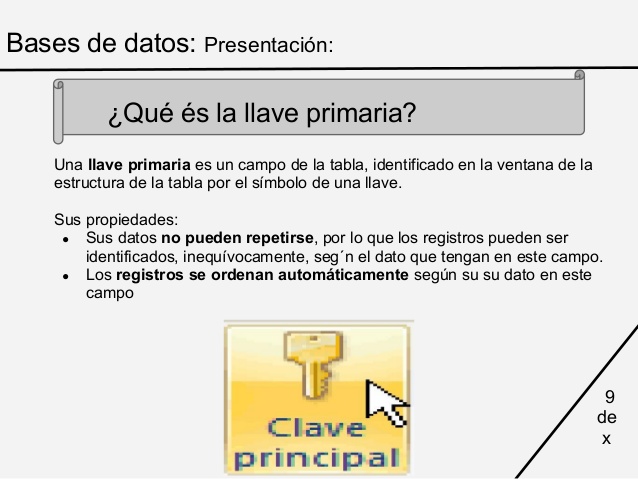 Bases de datos: Presentación:
¿Qué és la llave primaria?
Una llave primaria es un campo de la tabla, identificado en la ventana de la
estructura de la tabla por el símbolo de una llave.
Sus propiedades:
● Sus datos no pueden repetirse, por lo que los registros pueden ser
identificados, inequívocamente, seg´n el dato que tengan en este campo.
● Los registros se ordenan automáticamente según su su dato en este
campo
Clave
principal
9
de
x